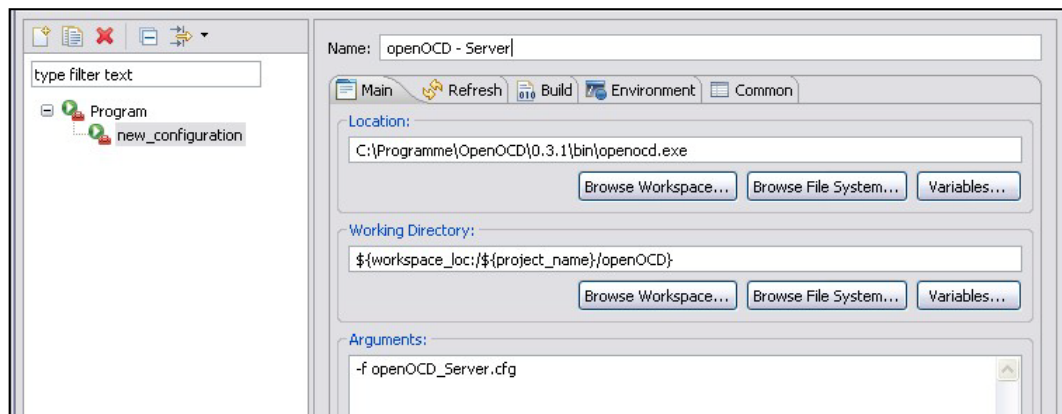 Name: openOCD - Server
type filter text
Program
new_configuration
Main Refresh Build Environment Common
Location:
C:\Programme\OpenOCD\0.3.1\bin\openocd.exe
Browse Workspace... Browse File System... Variables...
Working Directory:
${workspace_loc:/${project_name}/openOCD}
Browse Workspace... Browse File System... Variables...
Arguments:
-f openOCD_Server.cfg